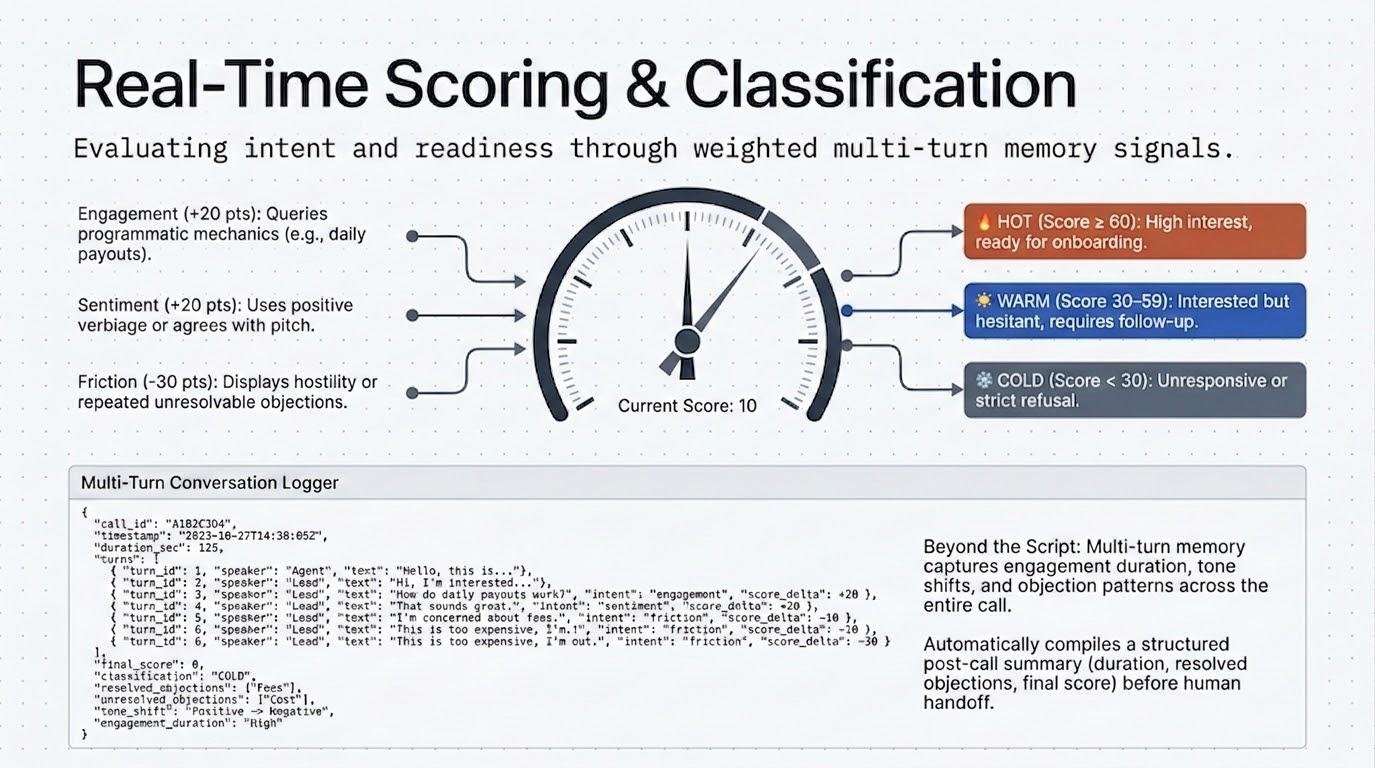 Real-Time Scoring & Classification
Evaluating intent and readiness through weighted multi-turn memory signals.
Engagement (+20 pts): Queries
programmatic mechanics (e.g., daily
payouts).
Sentiment (+20 pts): Uses positive
verbiage or agrees with pitch.
Friction (-30 pts): Displays hostility or
repeated unresolvable objections.
Current Score: 10
🔥 HOT (Score ≥ 60): High interest,
ready for onboarding.
☀️ WARM (Score 30–59): Interested but
hesitant, requires follow-up.
❄️ COLD (Score < 30): Unresponsive or
strict refusal.
Multi-Turn Conversation Logger
{
"call_id": "A1B2C3O4",
"timestamp": "2023-10-27T14:38:05Z",
"duration_sec": 125,
"turns": [
{ "turn_id": 1, "speaker": "Agent", "text": "Hello, this is..."},
{ "turn_id": 2, "speaker": "Lead", "text": "Hi, I'm interested..."},
{ "turn_id": 3, "speaker": "Lead", "text": "How do daily payouts work?", "intent": "engagement", "score_delta": +20 },
{ "turn_id": 4, "speaker": "Lead", "text": "That sounds great.", "intont": "sentiment", "score_delta": +20 },
{ "turn_id": 5, "speaker": "Lead", "text": "I'm concerned about fees.", "intent": "friction", "score_delta": -10 },
{ "turn_id": 6, "speaker": "Lead", "text": "This is too expensive, I'm.!", "intent": "friction", "score_delta": -20 ),
{ "turn_id": 6, "speaker": "Lead", "text": "This is too expensive, I'm out.", "intent": "friction", "score_delta": -30 }
],
"final_score": 0,
"classification": "COLD",
"resolved_objections": ["Fees"],
"unresolved_objections": ["Cost"],
"tone_shift": "Positive -> Negative",
"engagement_duration": "High"
}
Beyond the Script: Multi-turn memory
captures engagement duration, tone
shifts, and objection patterns across the
entire call.
Automatically compiles a structured
post-call summary (duration, resolved
objections, final score) before human
handoff.